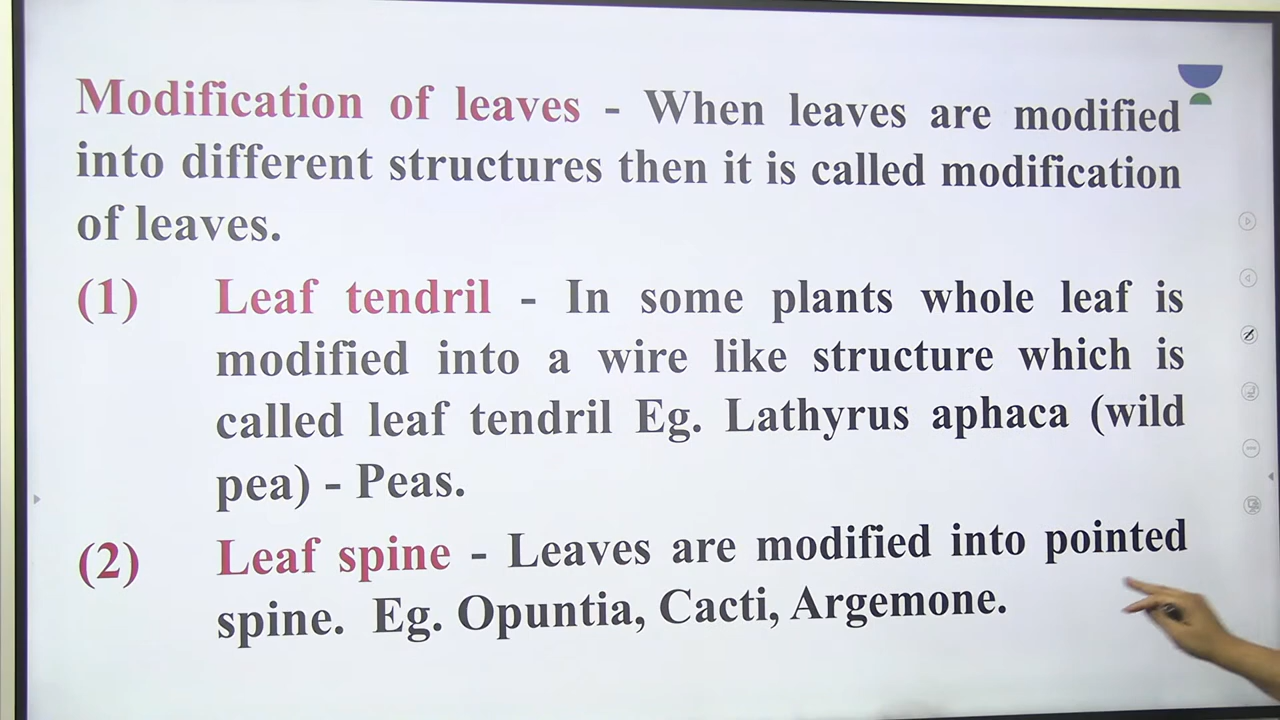 Modification of leaves - When leaves are modified
into different structures then it is called modification
of leaves.
(1) Leaf tendril - In some plants whole leaf is
modified into a wire like structure which is
called leaf tendril Eg. Lathyrus aphaca (wild
pea) - Peas.
(2) Leaf spine - Leaves are modified into pointed
spine. Eg. Opuntia, Cacti, Argemone.